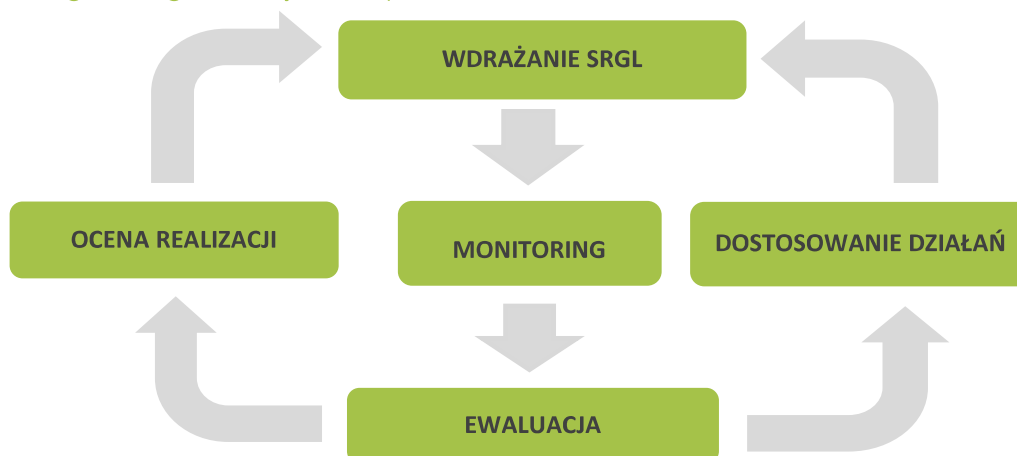 WDRAŻANIE SRGL
OCENA REALIZACJI
MONITORING
DOSTOSOWANIE DZIAŁAŃ
EWALUACJA